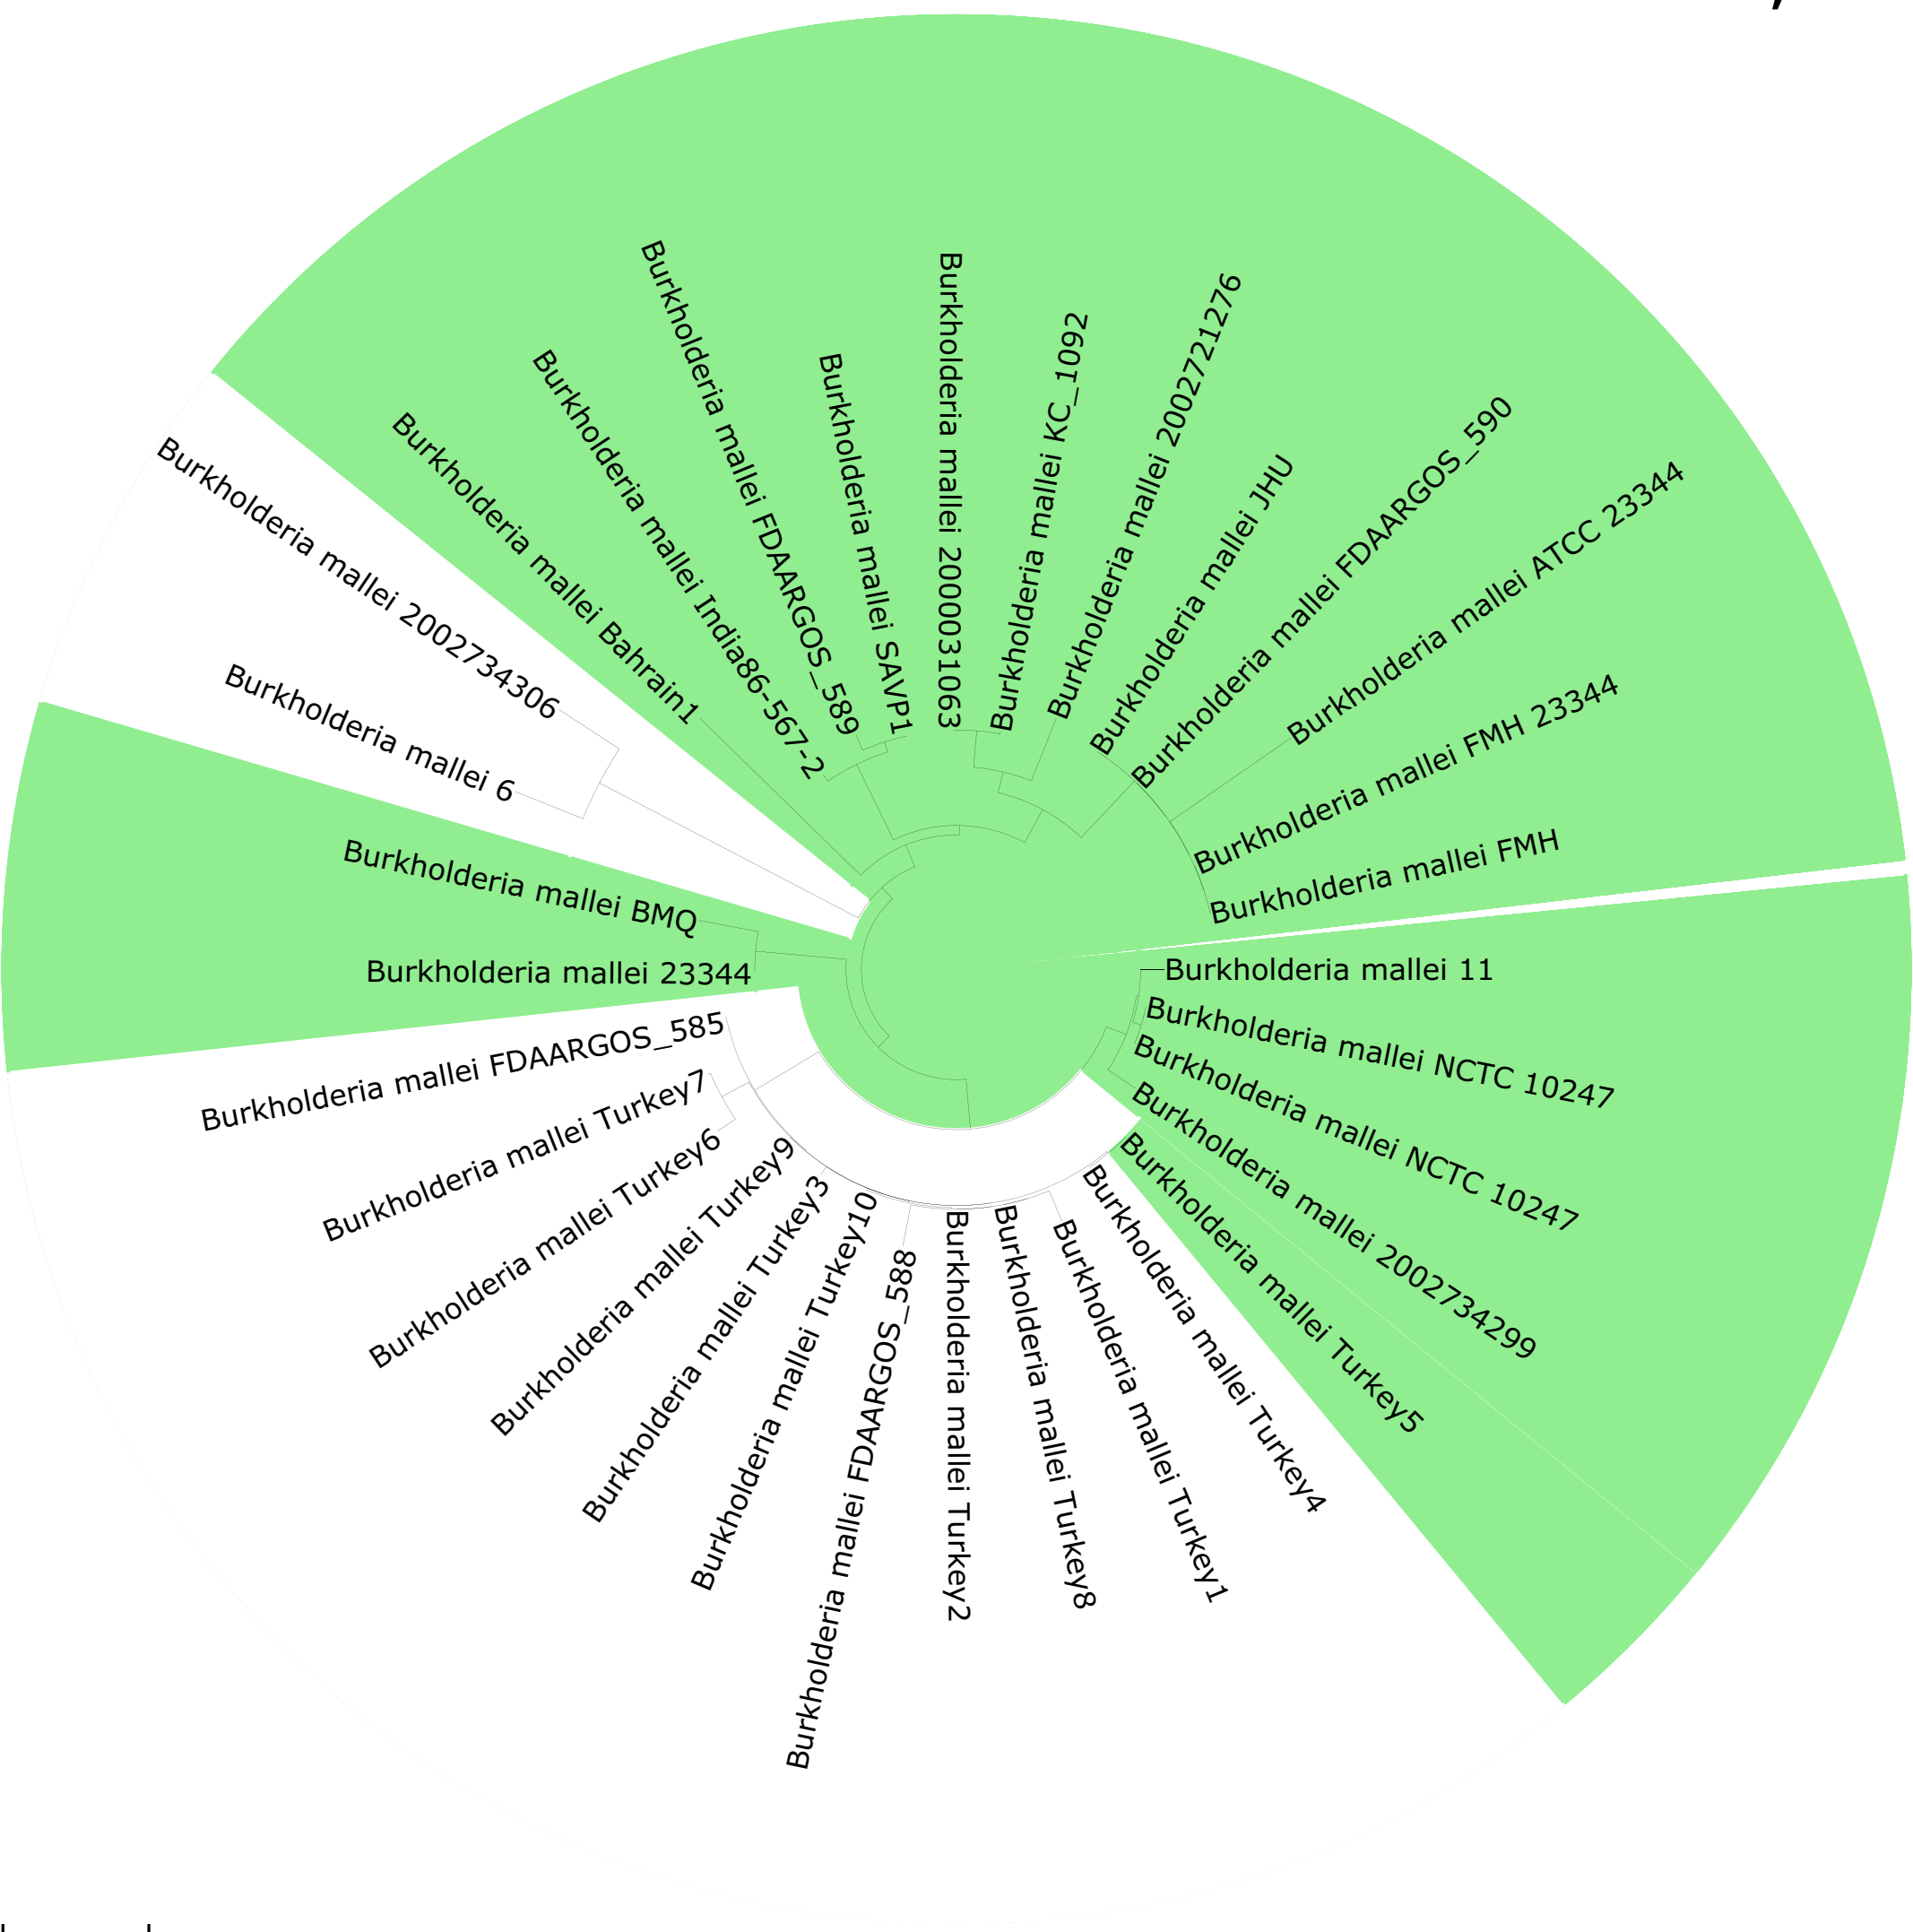 Burkholderia mallei 2000031063
Burkholderia mallei KC_1092
Burkholderia mallei 2002721276
Burkholderia mallei JHU
Burkholderia mallei FDAARGOS_590
Burkholderia mallei ATCC 23344
Burkholderia mallei FMH 23344
Burkholderia mallei FMH
Burkholderia mallei 11
Burkholderia mallei NCTC 10247
Burkholderia mallei NCTC 10247
Burkholderia mallei 2002734299
Burkholderia mallei Turkey5
Burkholderia mallei Turkey4
Burkholderia mallei Turkey1
Burkholderia mallei Turkey8
Burkholderia mallei Turkey2
Burkholderia mallei FDAARGOS_588
Burkholderia mallei Turkey10
Burkholderia mallei Turkey3
Burkholderia mallei Turkey9
Burkholderia mallei Turkey6
Burkholderia mallei Turkey7
Burkholderia mallei FDAARGOS_585
Burkholderia mallei 23344
Burkholderia mallei BMQ
Burkholderia mallei 6
Burkholderia mallei 2002734306
Burkholderia mallei Bahrain1
Burkholderia mallei India86-567-2
Burkholderia mallei FDAARGOS_589
Burkholderia mallei SAVP1